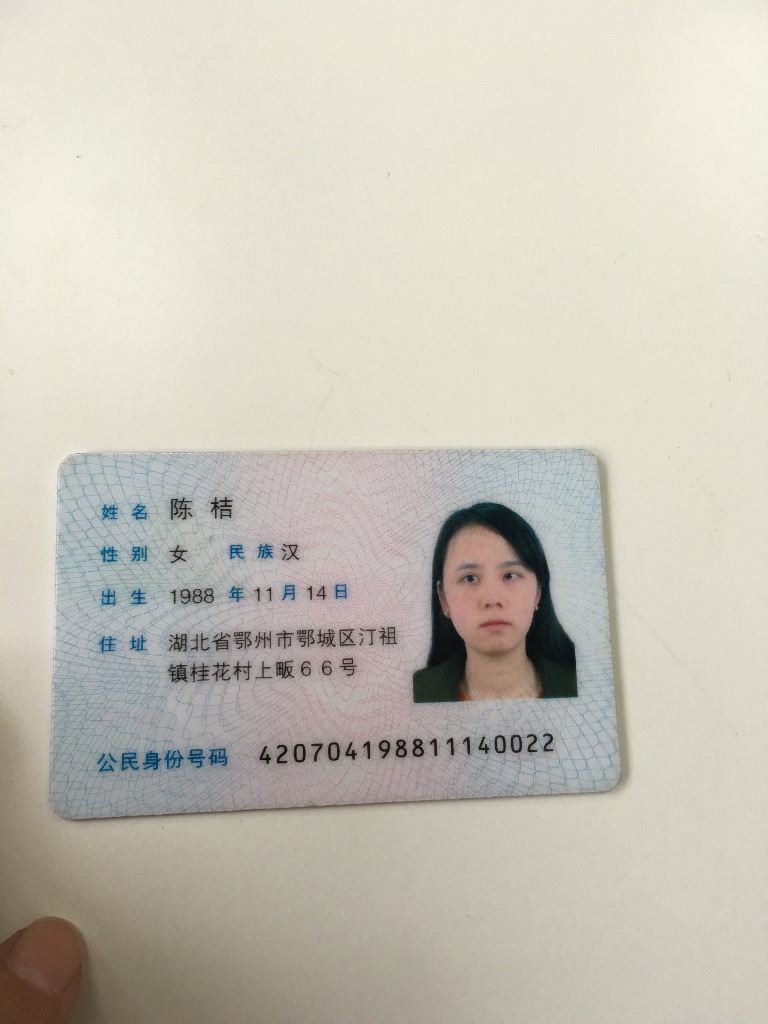 姓名 陈桔
性别 女 民族 汉
出生 1988 年 11 月 14 日
住址 湖北省鄂州市鄂城区汀祖
镇桂花村上畈66号
公民身份号码 420704198811140022